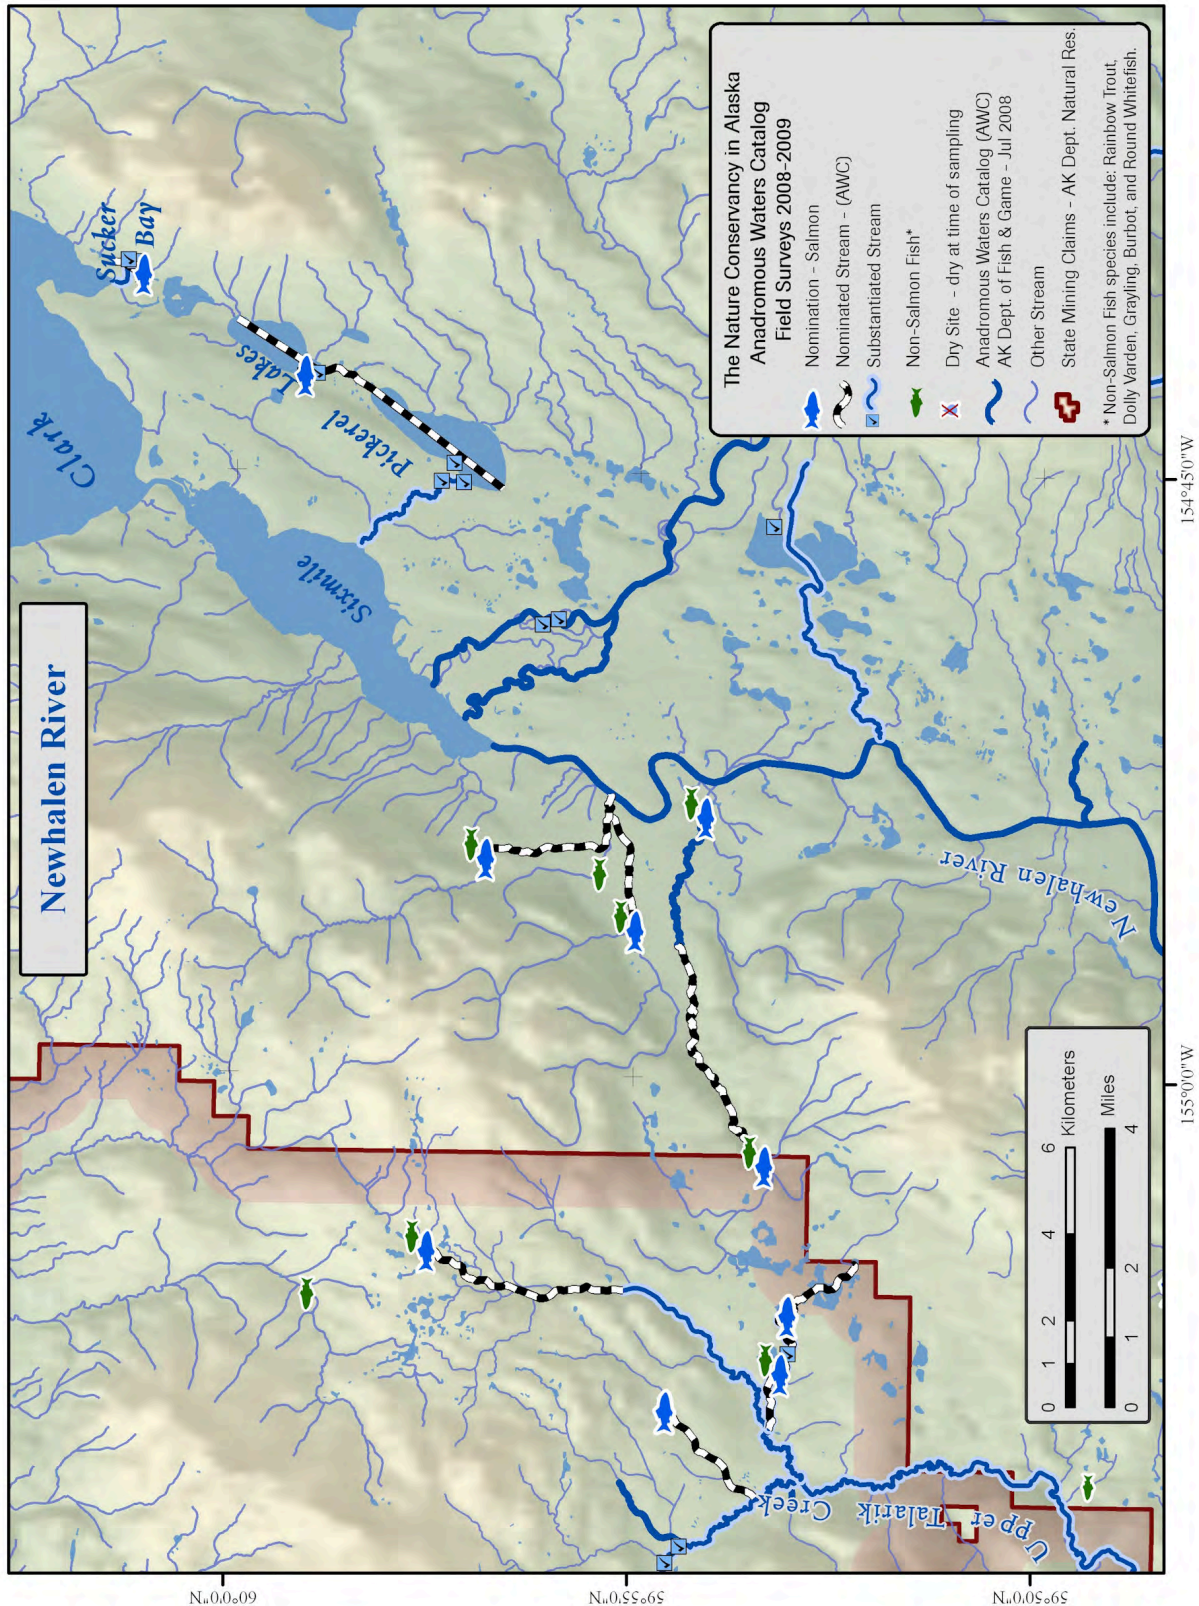 Newhalen River
Clark
Sucker
Bay
Lakes
Pickerel
Sixmile
Newhalen River
Upper Talarik Creek
The Nature Conservancy in Alaska
Anadromous Waters Catalog
Field Surveys 2008-2009
Nomination - Salmon
Nominated Stream - (AWC)
Substantiated Stream
Non-Salmon Fish*
Dry Site - dry at time of sampling
Anadromous Waters Catalog (AWC)
AK Dept. of Fish & Game - Jul 2008
Other Stream
State Mining Claims - AK Dept. Natural Res.
* Non-Salmon Fish species include: Rainbow Trout,
Dolly Varden, Grayling, Burbot, and Round Whitefish.
0 1 2 4 6
Kilometers
0 1 2 4
Miles
60°0'0"N
59°55'0"N
59°50'0"N
155°0'0"W
154°45'0"W